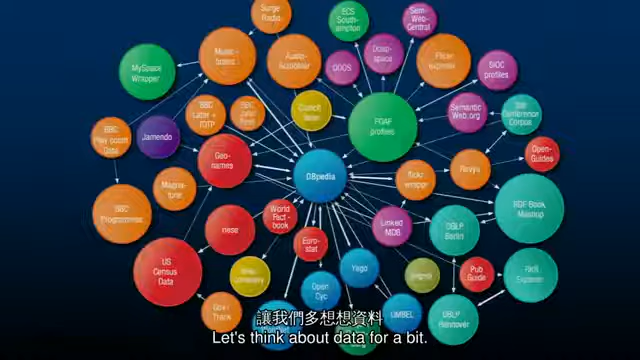 Surge
Radio
ECS
South-
ampton
Sem-
Web-
Central
MySpace
Wrapper
Music-
brainz
Audio-
Scrobbler
QDOS
Doap-
space
Flickr
exporter
SIOC
profiles
BBC
Later +
TOTP
FOAF
profiles
Semantic
Web.org
SW
Conference
Corpus
BBC
Playcount
Data
Jamendo
Geo-
names
DBpedia
flickr
wrappr
Revyu
Open-
Guides
Magna-
tune
BBC
Programmes
World
Fact-
book
Linked
MDB
DBLP
Berlin
RDF Book
Mashup
riese
Euro-
stat
US
Census
Data
Open
Cyc
Yago
Pub
Guide
Gov-
Track
UMBEL
DBLP
Hannover
讓我們多想想資料
Let's think about data for a bit.